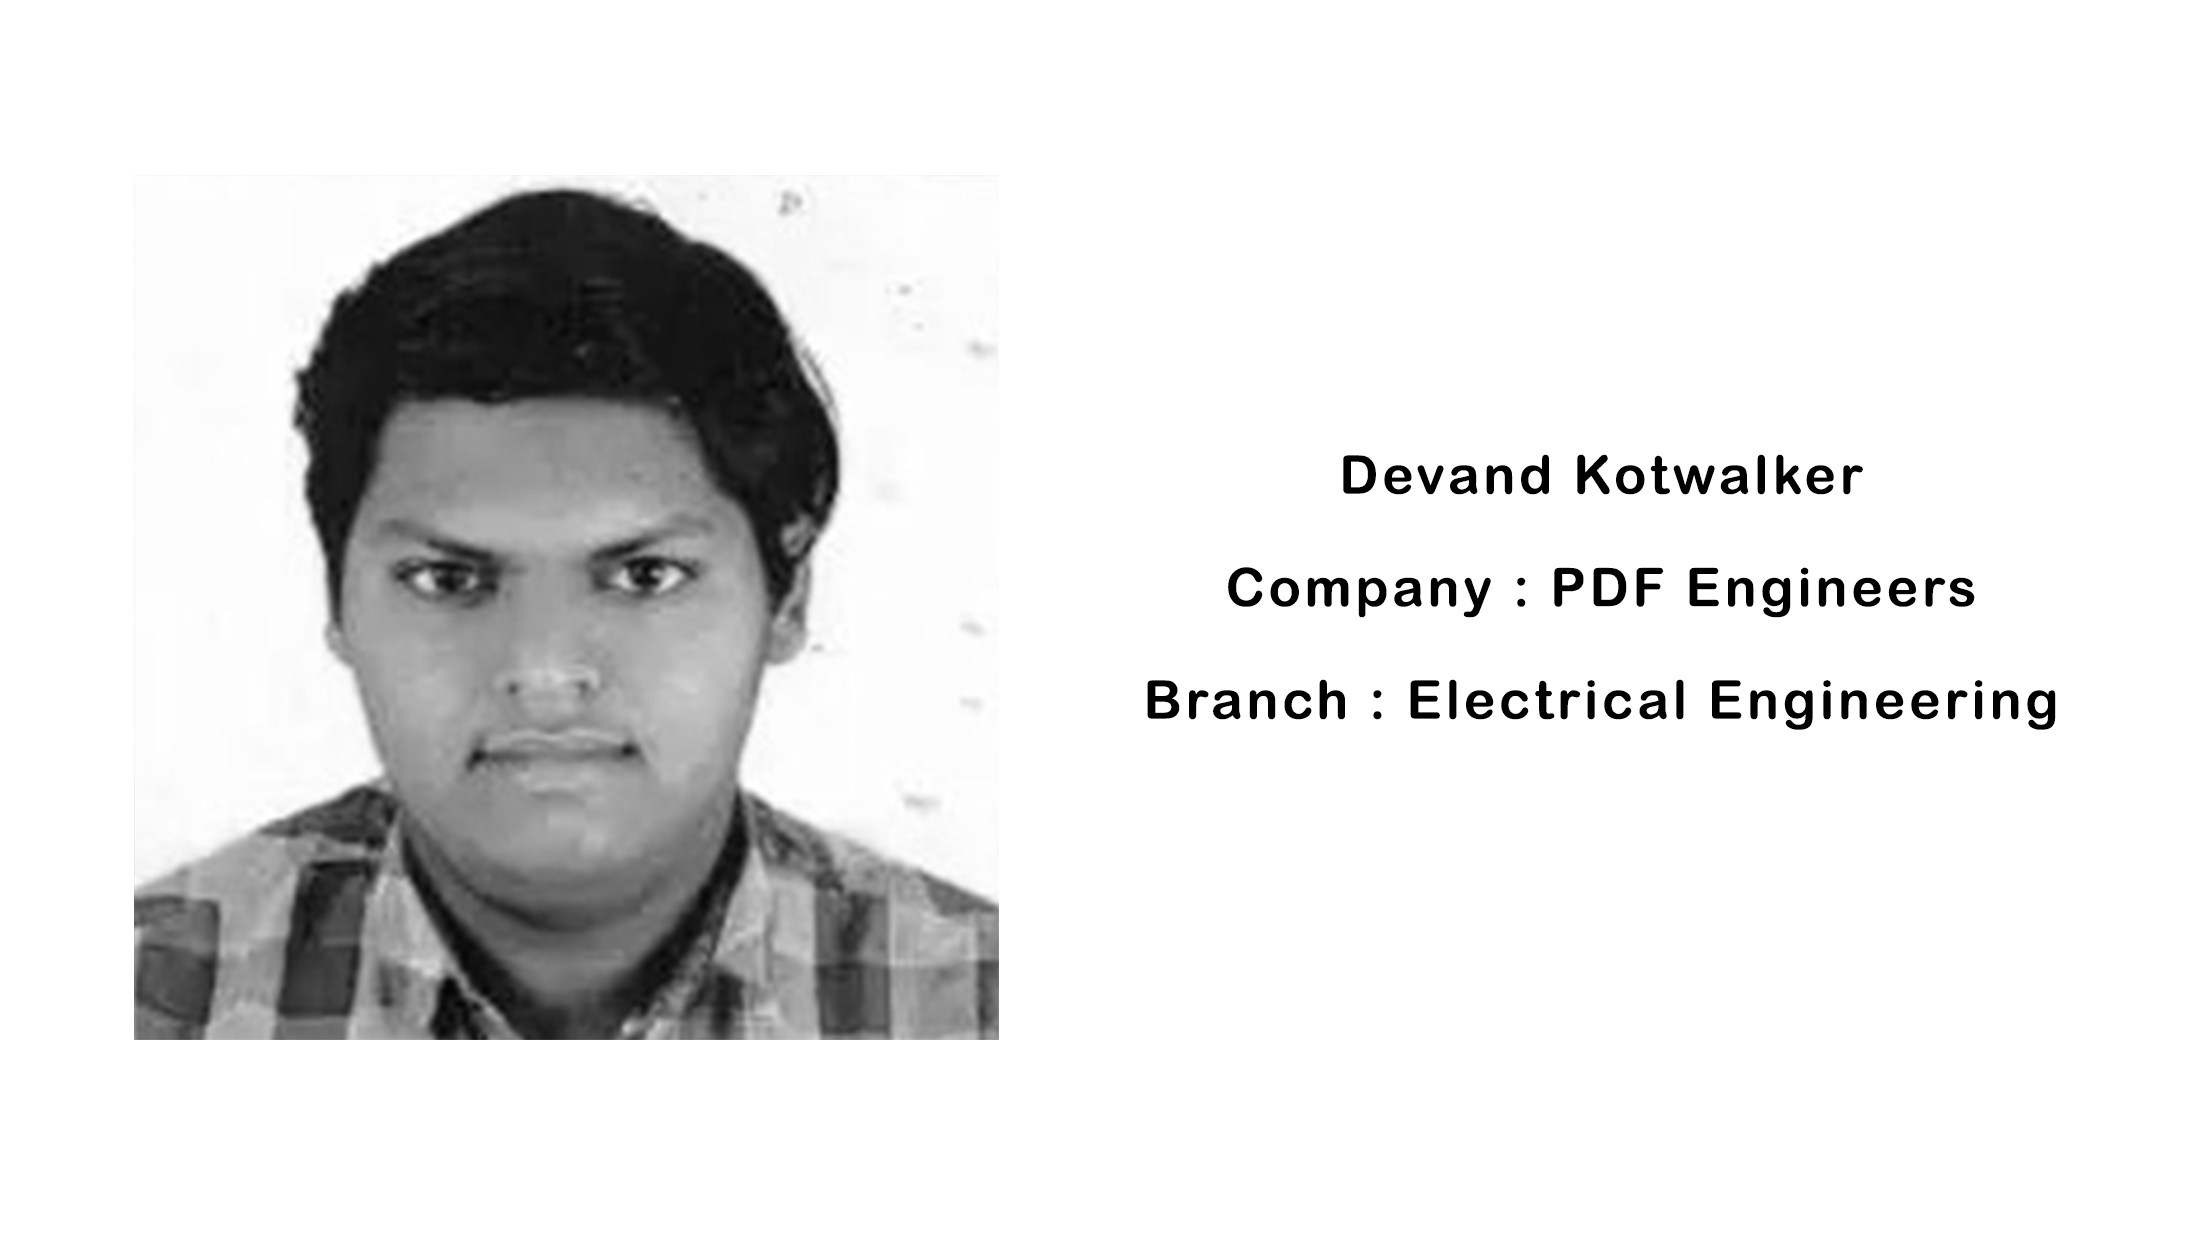 Devand Kotwalker
Company : PDF Engineers
Branch : Electrical Engineering